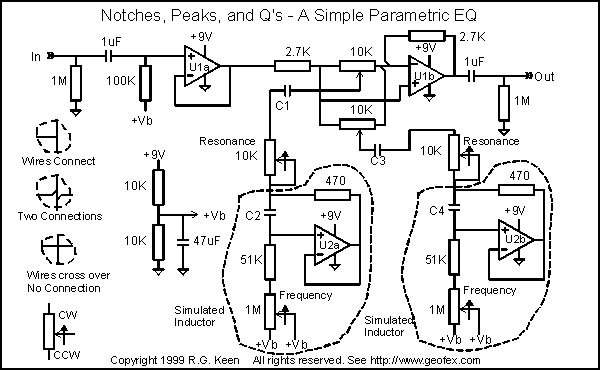 Notches, Peaks, and Q's - A Simple Parametric EQ
In
1uF
+9V
U1a
1M
100K
+Vb
2.7K
10K
+9V
U1b
2.7K
1uF
Out
1M
C1
10K
C3
Wires Connect
Two Connections
Wires cross over
No Connection
CW
CCW
+9V
10K
10K
+Vb
47uF
Resonance
10K
470
C2
+9V
U2a
51K
Frequency
1M
+Vb
+Vb
Simulated
Inductor
Resonance
10K
470
C4
+9V
U2b
51K
Frequency
1M
+Vb
+Vb
Simulated
Inductor
Copyright 1999 R.G. Keen All rights reserved. See http://www.geofex.com